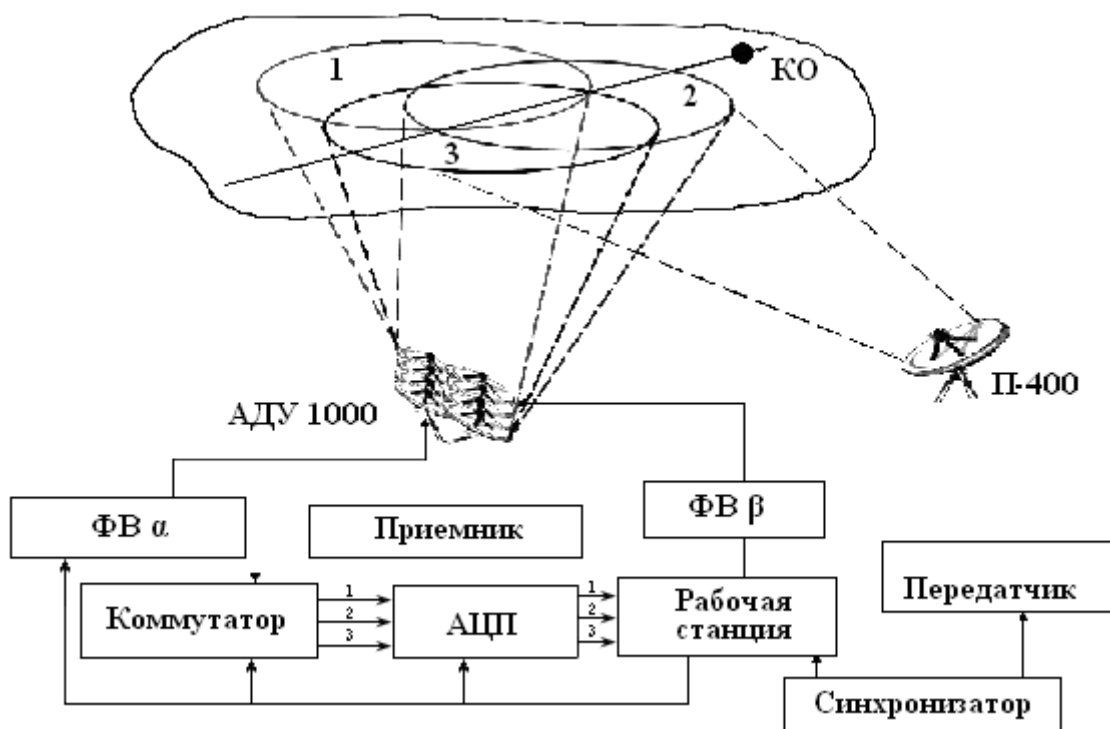 1
КО
2
3
П-400
АДУ 1000
ФВ α
Приемник
ФВ β
Передатчик
Коммутатор
1
2
3
АЦП
1
2
3
Рабочая
станция
Синхронизатор